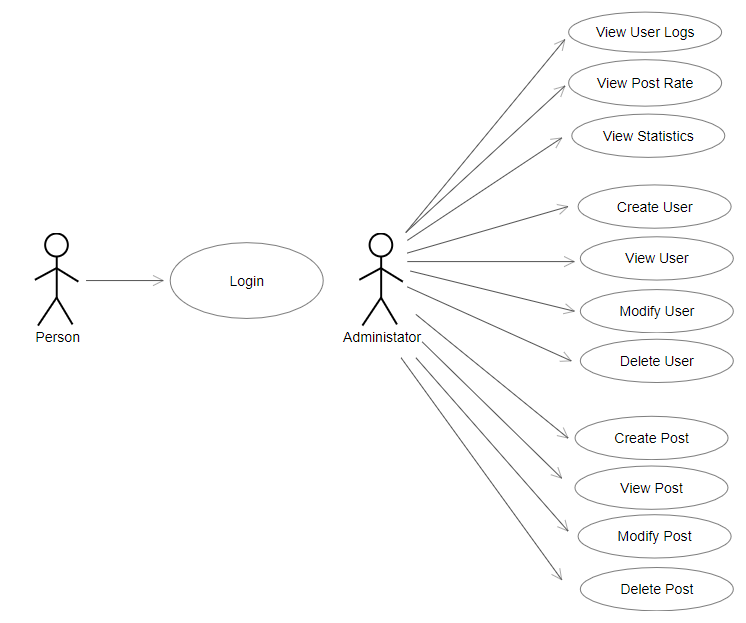 View User Logs
View Post Rate
View Statistics
Create User
View User
Modify User
Delete User
Person
Login
Administator
Create Post
View Post
Modify Post
Delete Post